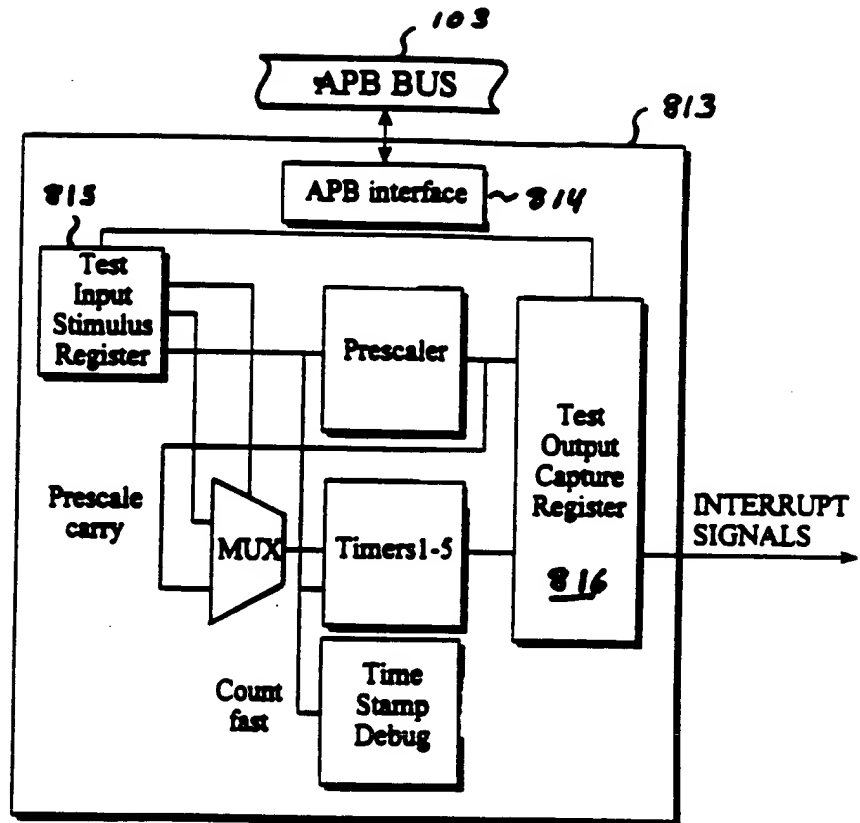 103
APB BUS
813
APB interface
814
815
Test
Input
Stimulus
Register
Prescaler
Test
Output
Capture
Register
816
Prescale
carry
MUX
Timers1-5
INTERRUPT
SIGNALS
Count
fast
Time
Stamp
Debug